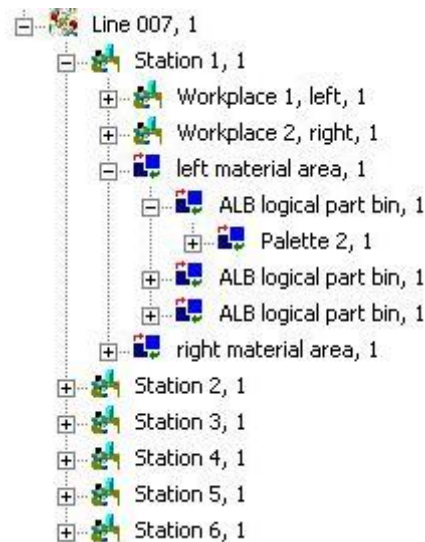 Line 007, 1
Station 1, 1
Workplace 1, left, 1
Workplace 2, right, 1
left material area, 1
ALB logical part bin, 1
Palette 2, 1
ALB logical part bin, 1
ALB logical part bin, 1
right material area, 1
Station 2, 1
Station 3, 1
Station 4, 1
Station 5, 1
Station 6, 1